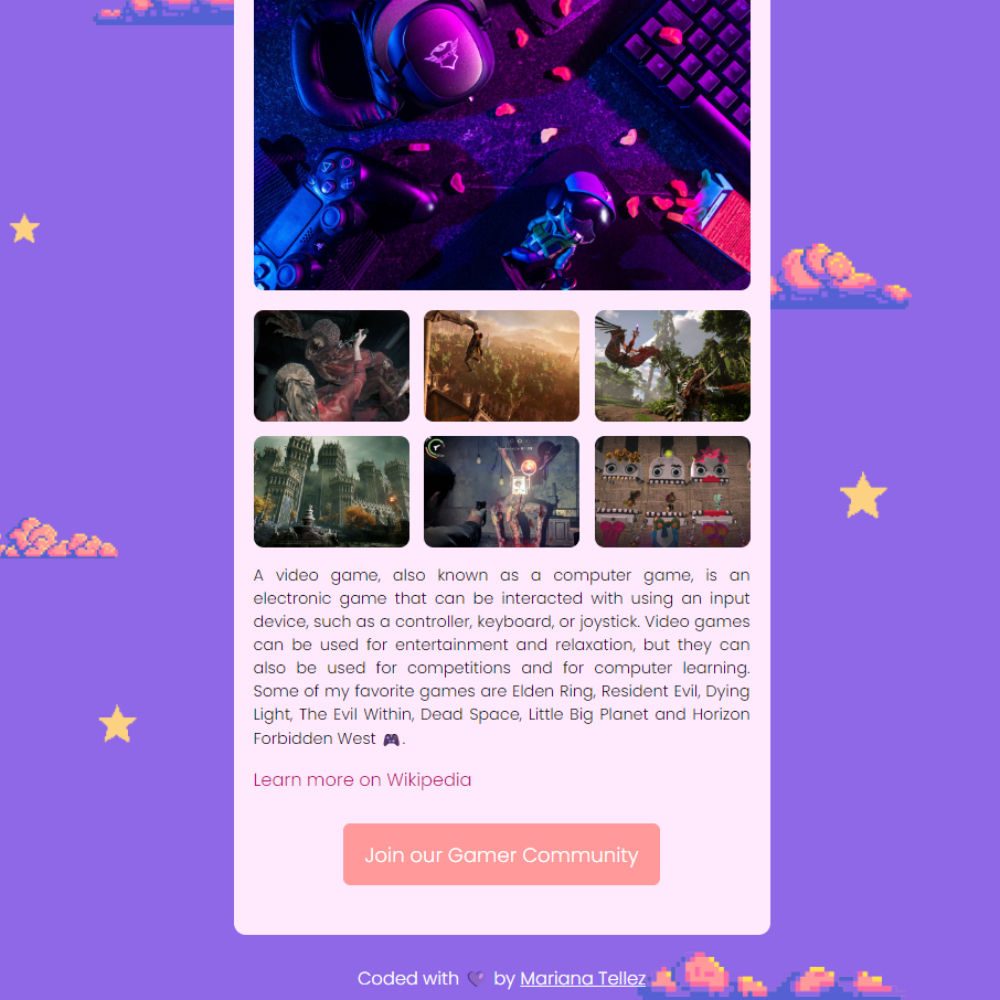 A video game, also known as a computer game, is an
electronic game that can be interacted with using an input
device, such as a controller, keyboard, or joystick. Video games
can be used for entertainment and relaxation, but they can
also be used for competitions and for computer learning.
Some of my favorite games are Elden Ring, Resident Evil, Dying
Light, The Evil Within, Dead Space, Little Big Planet and Horizon
Forbidden West 🎮.
Learn more on Wikipedia
Join our Gamer Community
Coded with 💜 by Mariana Tellez